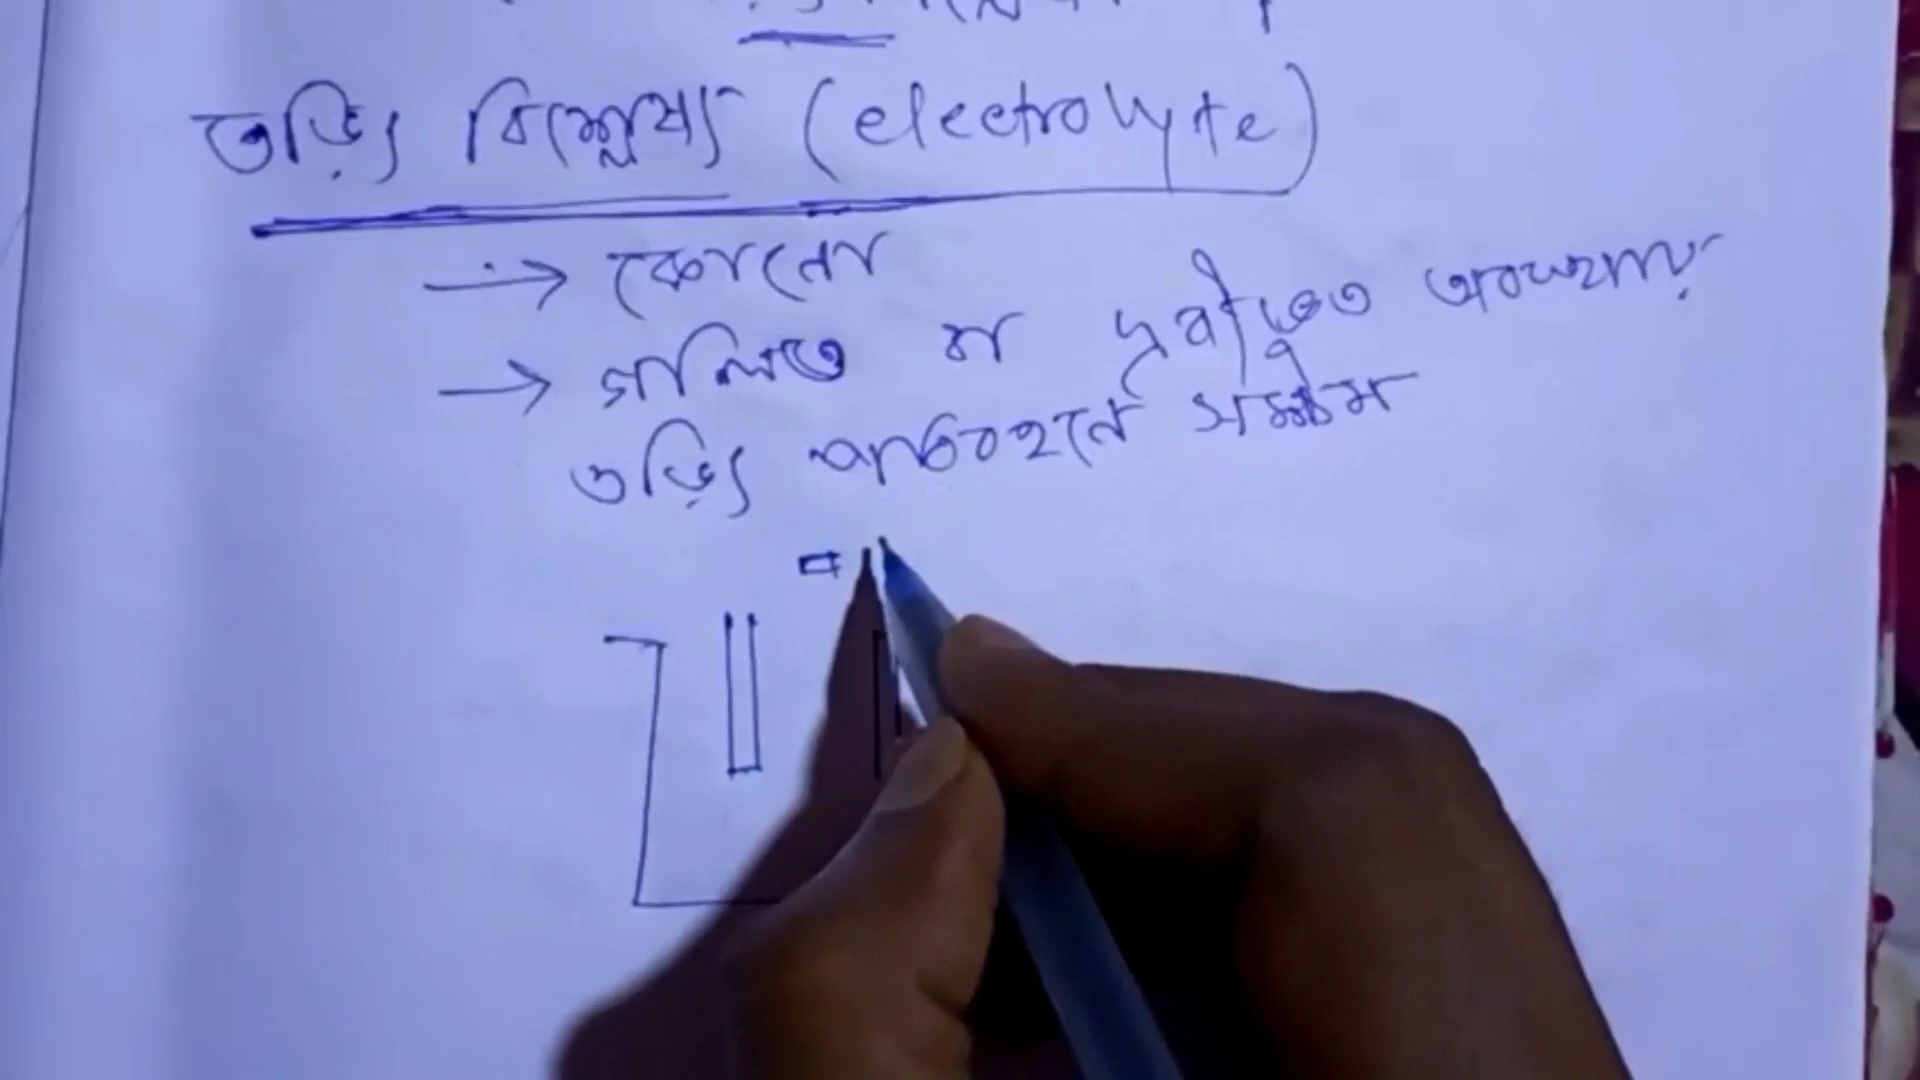 তড়িৎ বিশ্লেষ্য (electrolyte)
→ কোনো
→ গলিত বা দ্রবীভূত অবস্থায়
তড়িৎ পরিবহনে সক্ষম